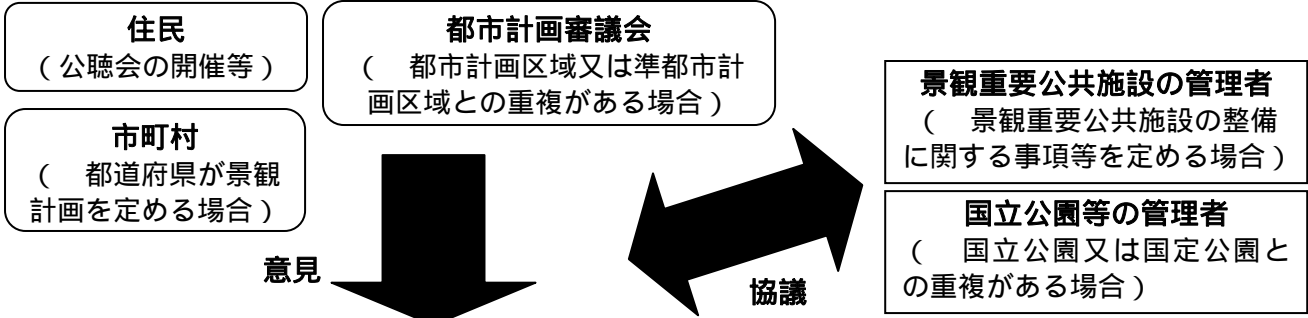 住民
(公聴会の開催等)
都市計画審議会
(　都市計画区域又は準都市計
画区域との重複がある場合)
市町村
(　都道府県が景観
計画を定める場合)
景観重要公共施設の管理者
(　景観重要公共施設の整備
に関する事項等を定める場合)
国立公園等の管理者
(　国立公園又は国定公園と
の重複がある場合)
意見
協議